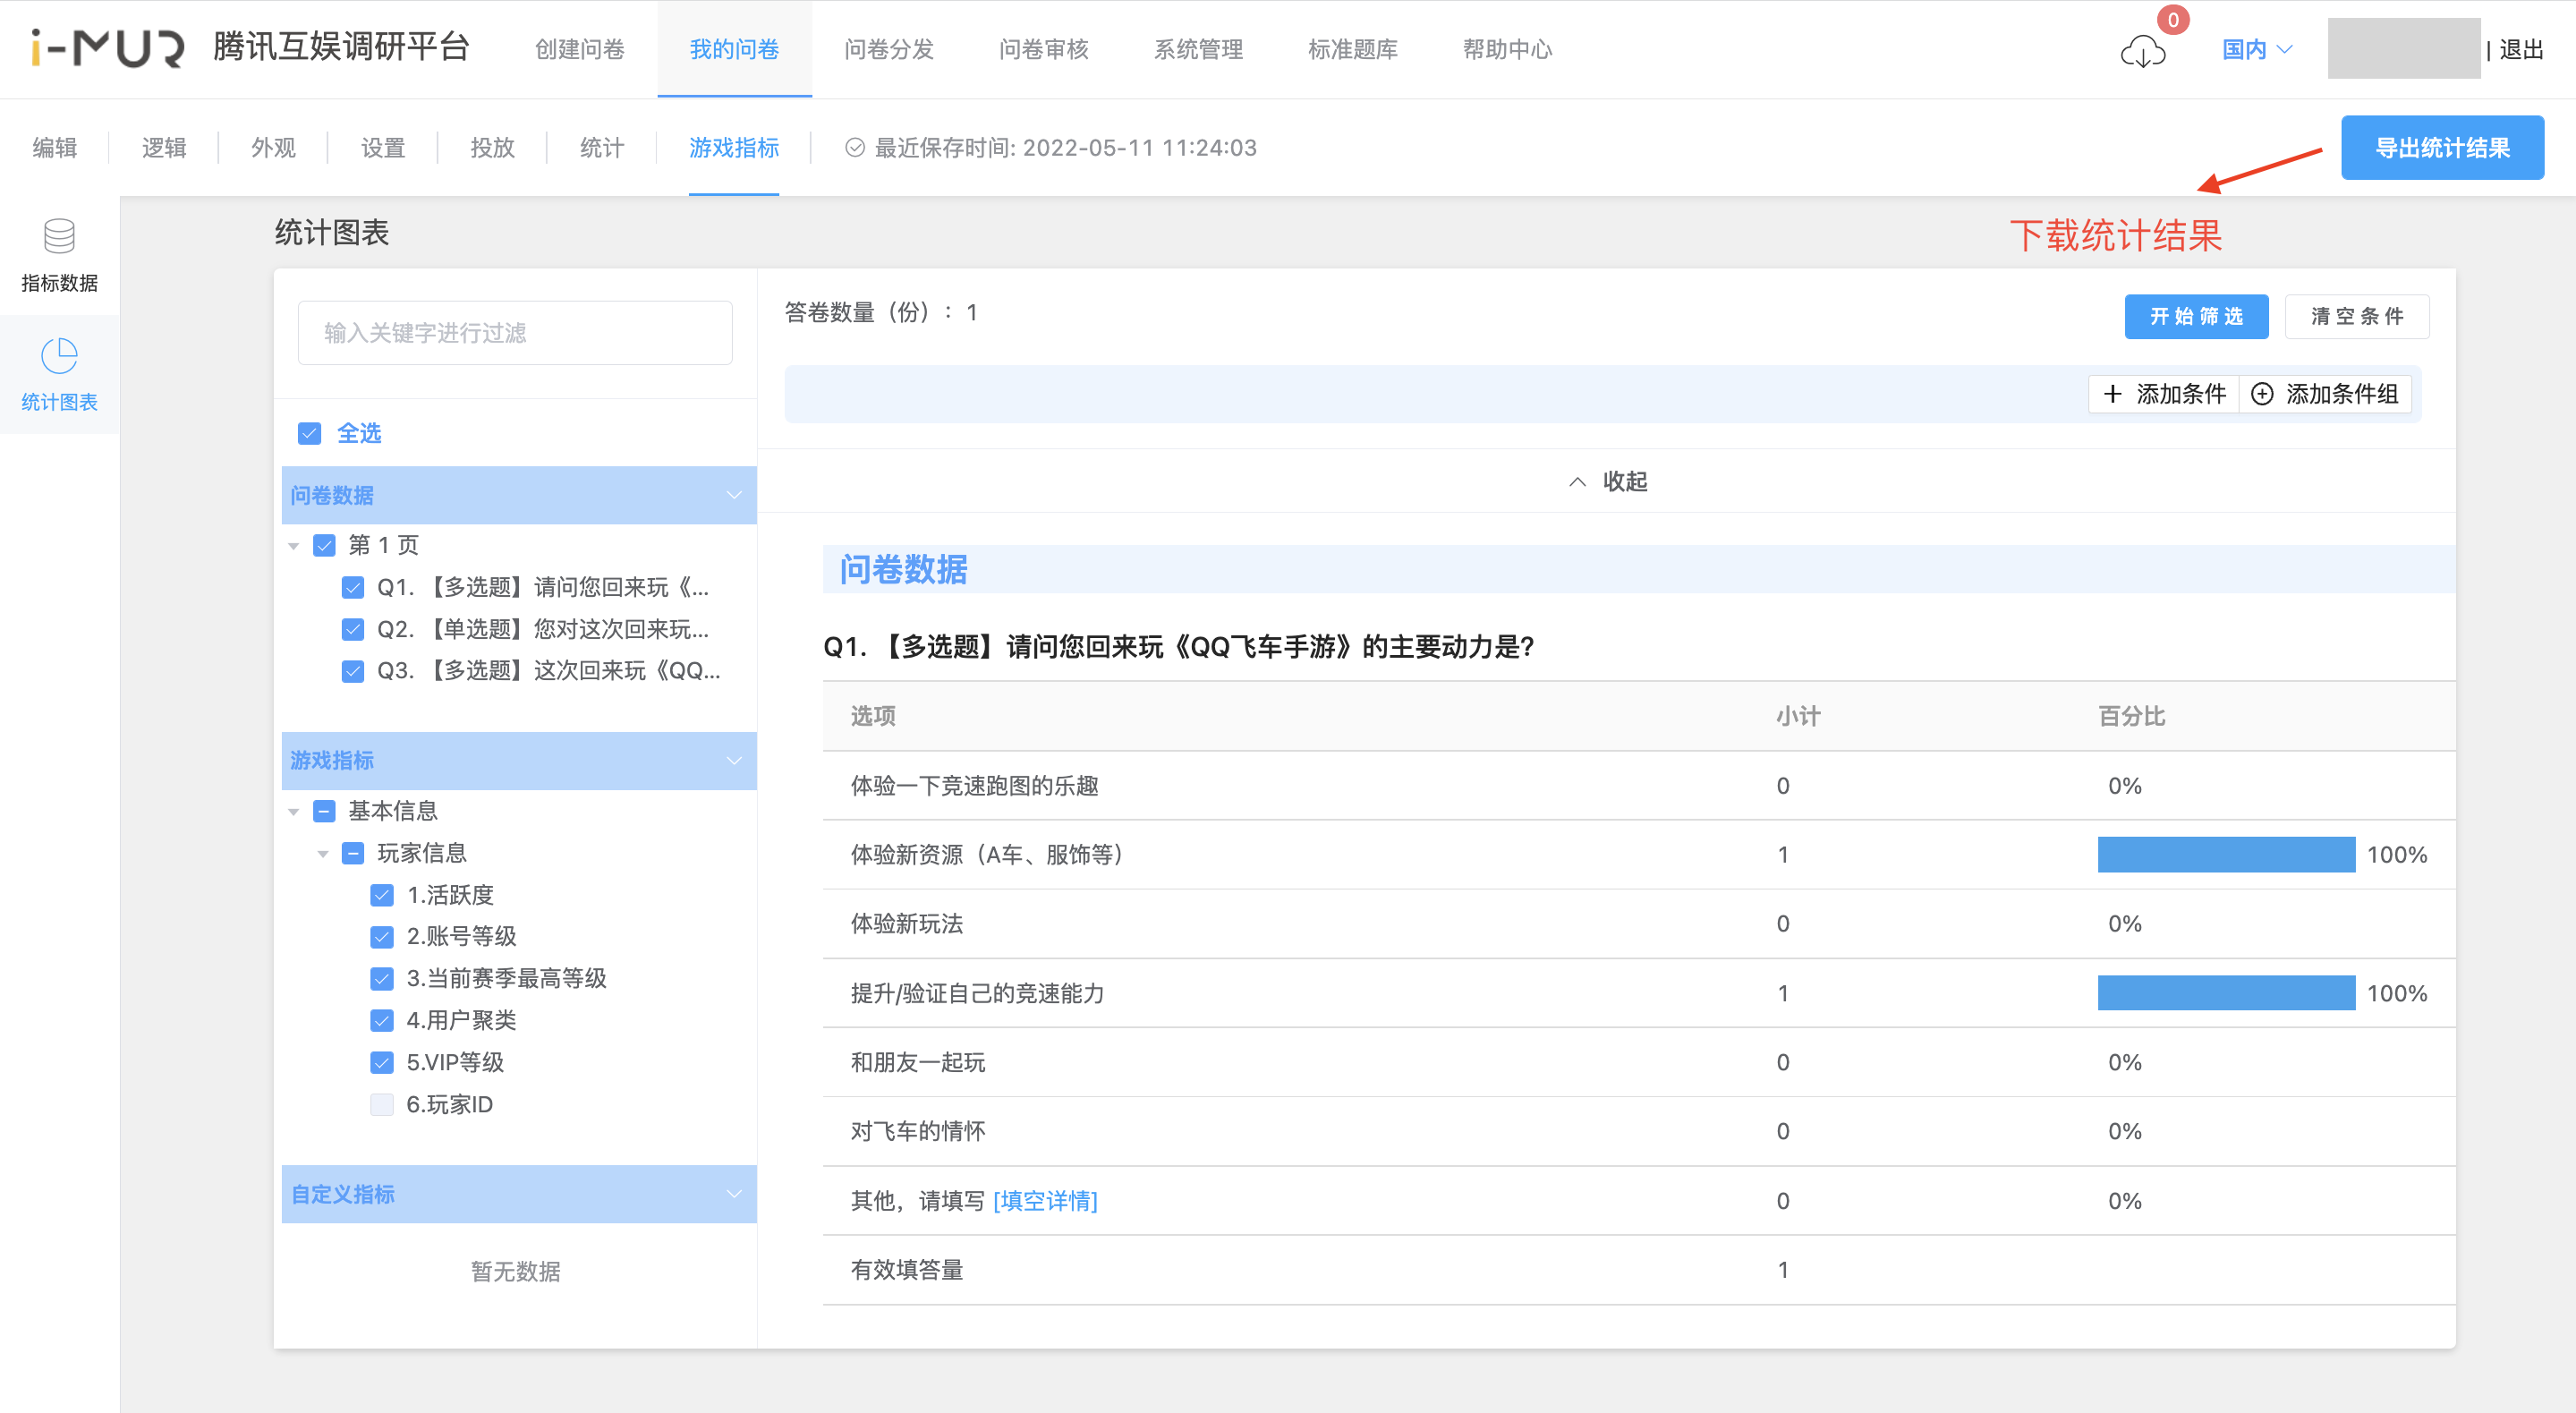 i-MUR 腾讯互娱调研平台 创建问卷 我的问卷 问卷分发 问卷审核 系统管理 标准题库 帮助中心 0 国内 | 退出
编辑 逻辑 外观 设置 投放 统计 游戏指标 最近保存时间: 2022-05-11 11:24:03 导出统计结果
指标数据
统计图表
统计图表
下载统计结果
输入关键字进行过滤
全选
问卷数据
第 1 页
Q1. 【多选题】请问您回来玩《...
Q2. 【单选题】您对这次回来玩...
Q3. 【多选题】这次回来玩《QQ...
游戏指标
基本信息
玩家信息
1.活跃度
2.账号等级
3.当前赛季最高等级
4.用户聚类
5.VIP等级
6.玩家ID
自定义指标
暂无数据
答卷数量（份）: 1
开始筛选 清空条件
添加条件 添加条件组
收起
问卷数据
Q1. 【多选题】请问您回来玩《QQ飞车手游》的主要动力是?
选项 小计 百分比
体验一下竞速跑图的乐趣 0 0%
体验新资源（A车、服饰等） 1 100%
体验新玩法 0 0%
提升/验证自己的竞速能力 1 100%
和朋友一起玩 0 0%
对飞车的情怀 0 0%
其他，请填写 [填空详情] 0 0%
有效填答量 1